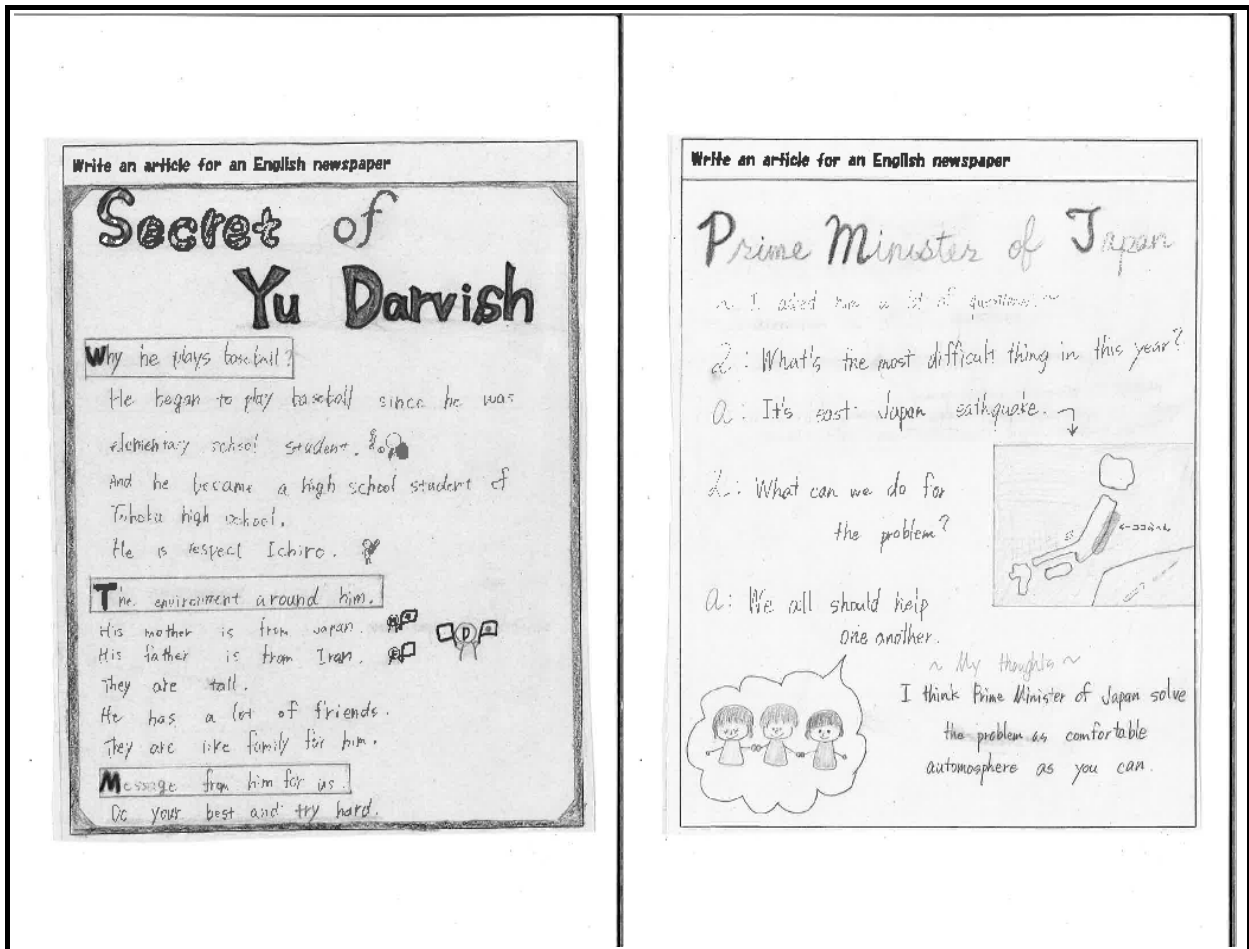 Write an article for an English newspaper
Secret of
Yu Darvish
Why he plays baseball?
He began to play baseball since he was
elementary school student.
And he became a high school student of
Tohoku high school.
He is respect Ichiro.
The environment around him.
His mother is from Japan.
His father is from Iran.
They are tall.
He has a lot of friends.
They are like family for him.
Message from him for us.
Do your best and try hard.
D
Write an article for an English newspaper
Prime Minister of Japan
~ I asked him a lot of questions. ~
Q: What's the most difficult thing in this year?
a: It's east Japan eathquake.
Q: What can we do for
the problem?
←ココらへん
a: We all should help
one another.
~ My thoughts ~
I think Prime Minister of Japan solve
the problem as comfortable
automosphere as you can.